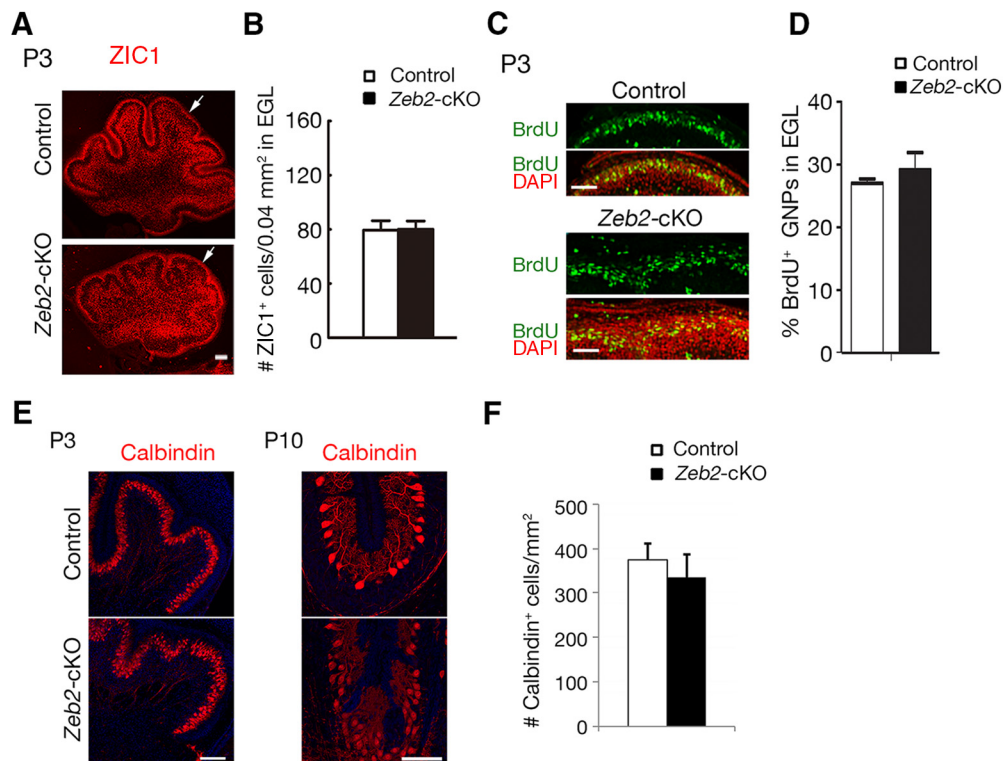 A
P3 ZIC1
Control
Zeb2-cKO
B
Control
Zeb2-cKO
# ZIC1+ cells/0.04 mm² in EGL
160
120
80
40
0
C
P3
Control
BrdU
BrdU
DAPI
Zeb2-cKO
BrdU
BrdU
DAPI
D
Control
Zeb2-cKO
% BrdU+ GNPs in EGL
40
30
20
10
0
E
P3 P10
Calbindin Calbindin
Control
Zeb2-cKO
F
Control
Zeb2-cKO
# Calbindin+ cells/mm²
500
400
300
200
100
0